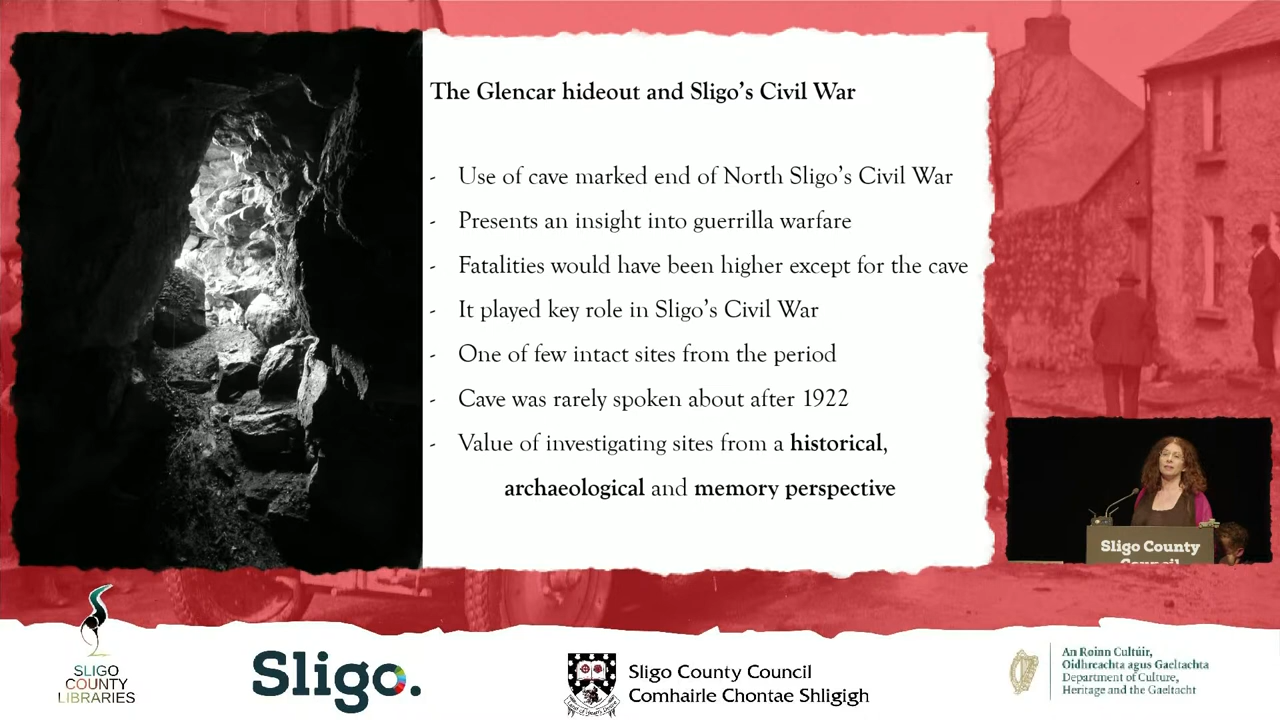 The Glencar hideout and Sligo's Civil War
- Use of cave marked end of North Sligo's Civil War
- Presents an insight into guerrilla warfare
- Fatalities would have been higher except for the cave
- It played key role in Sligo's Civil War
- One of few intact sites from the period
- Cave was rarely spoken about after 1922
- Value of investigating sites from a historical,
archaeological and memory perspective
Sligo County
Council
SLIGO
COUNTY
LIBRARIES
Sligo.
Sligo County Council
Comhairle Chontae Shligigh
An Roinn Cultúir,
Oidhreachta agus Gaeltachta
Department of Culture,
Heritage and the Gaeltacht